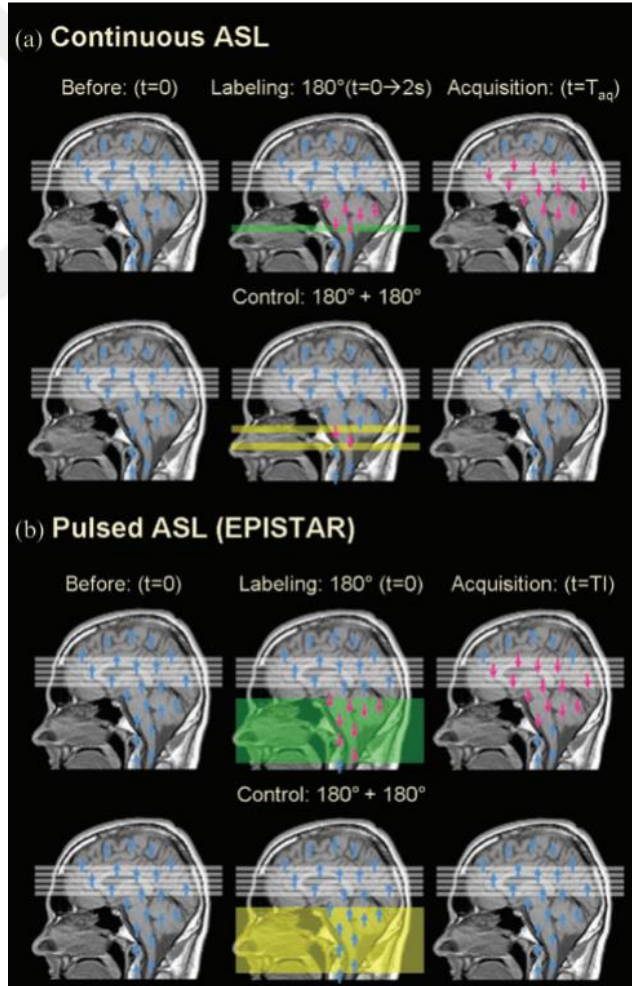 (a) Continuous ASL
Before: (t=0) Labeling: 180°(t=0→2s) Acquisition: (t=Taq)
Control: 180° + 180°
(b) Pulsed ASL (EPISTAR)
Before: (t=0) Labeling: 180° (t=0) Acquisition: (t=TI)
Control: 180° + 180°